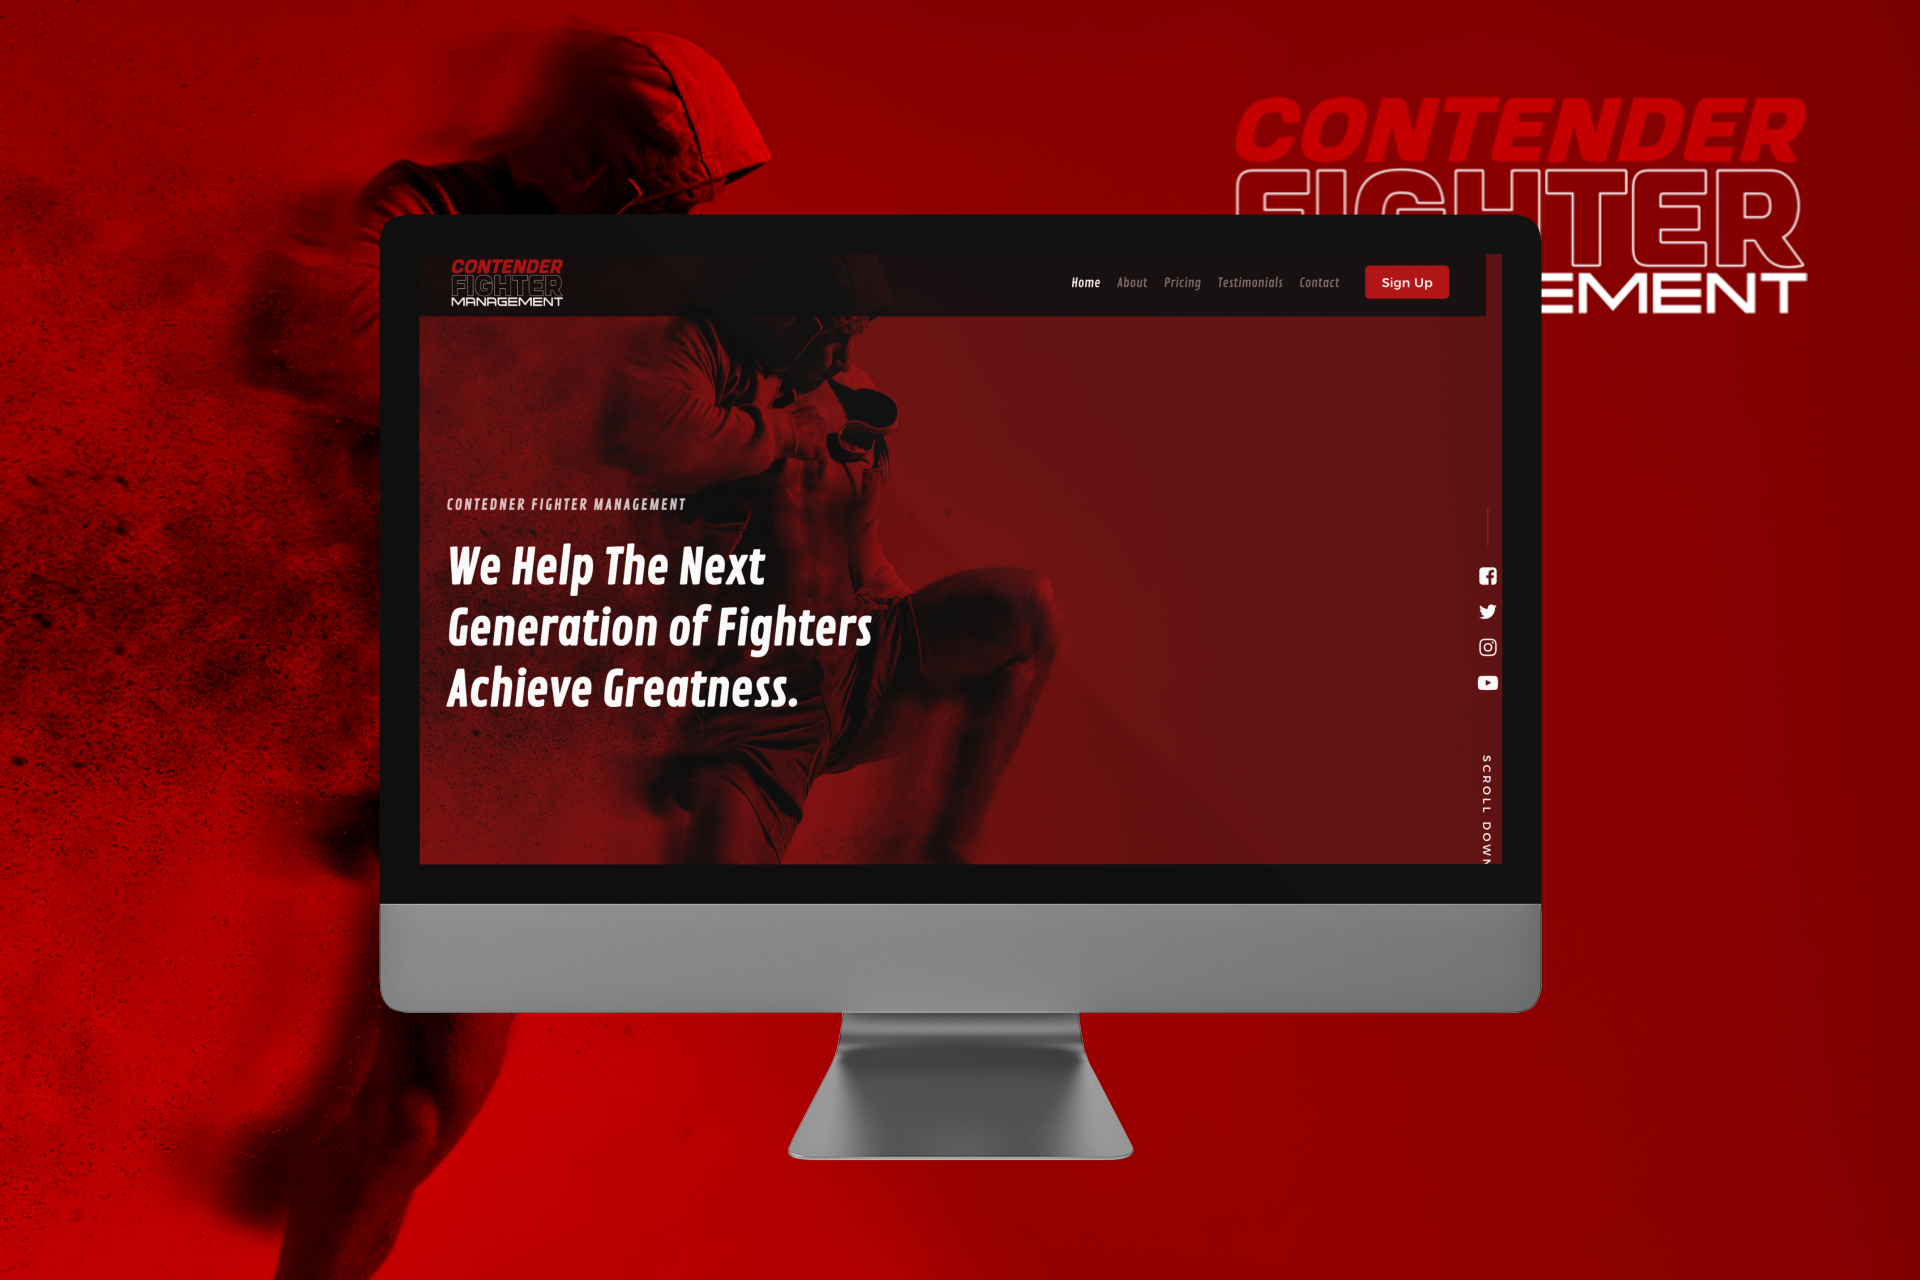 CONTENDER
FIGHTER
EMENT
CONTENDER
FIGHTER
MANAGEMENT
Home About Pricing Testimonials Contact Sign Up
CONTEDNER FIGHTER MANAGEMENT
We Help The Next
Generation of Fighters
Achieve Greatness.
SCROLL DOWN